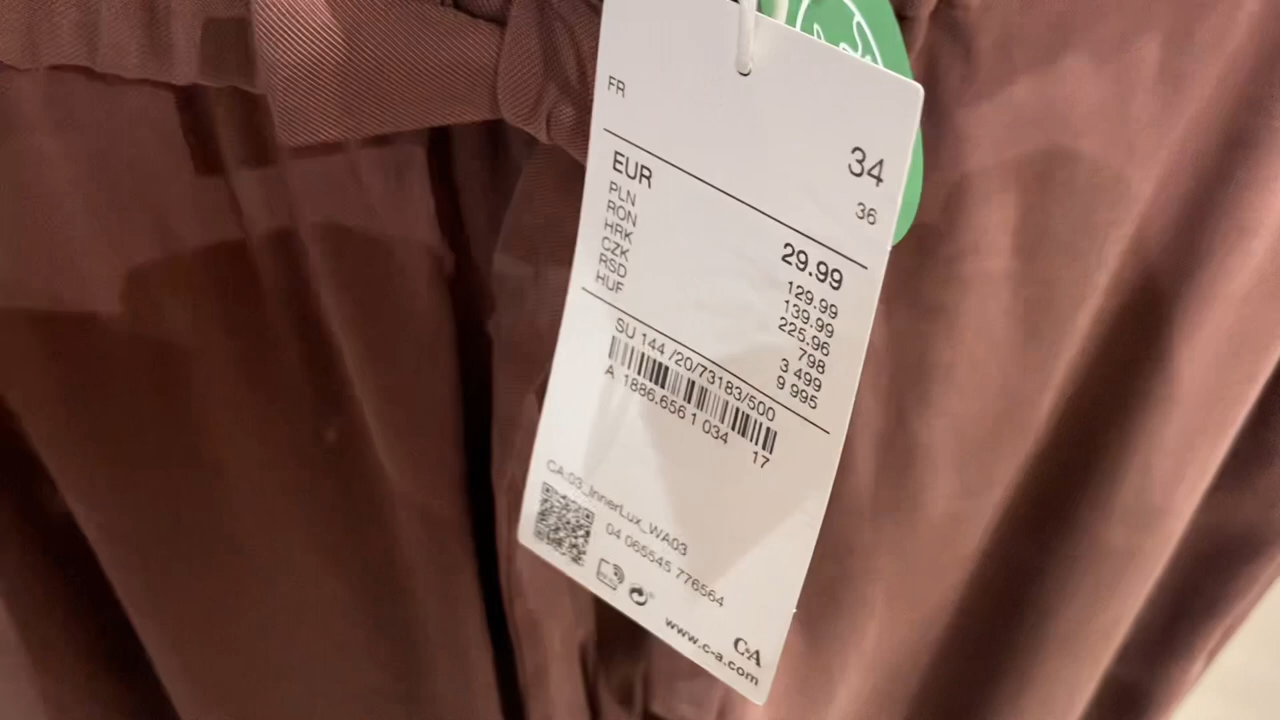 FR
34
36
EUR 29.99
PLN 129.99
RON 139.99
HRK 225.96
CZK 798
RSD 3 499
HUF 9 995
SU 144 /20/73183/500
A 1886.656 1 034 17
CA:03_InnerLux_WA03
04 065545 776564
C&A
www.c-a.com